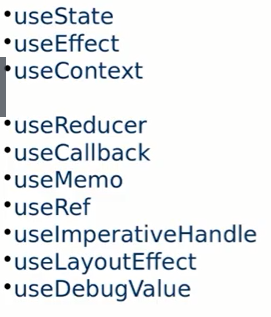 •useState
•useEffect
•useContext
•useReducer
•useCallback
•useMemo
•useRef
•useImperativeHandle
•useLayoutEffect
•useDebugValue